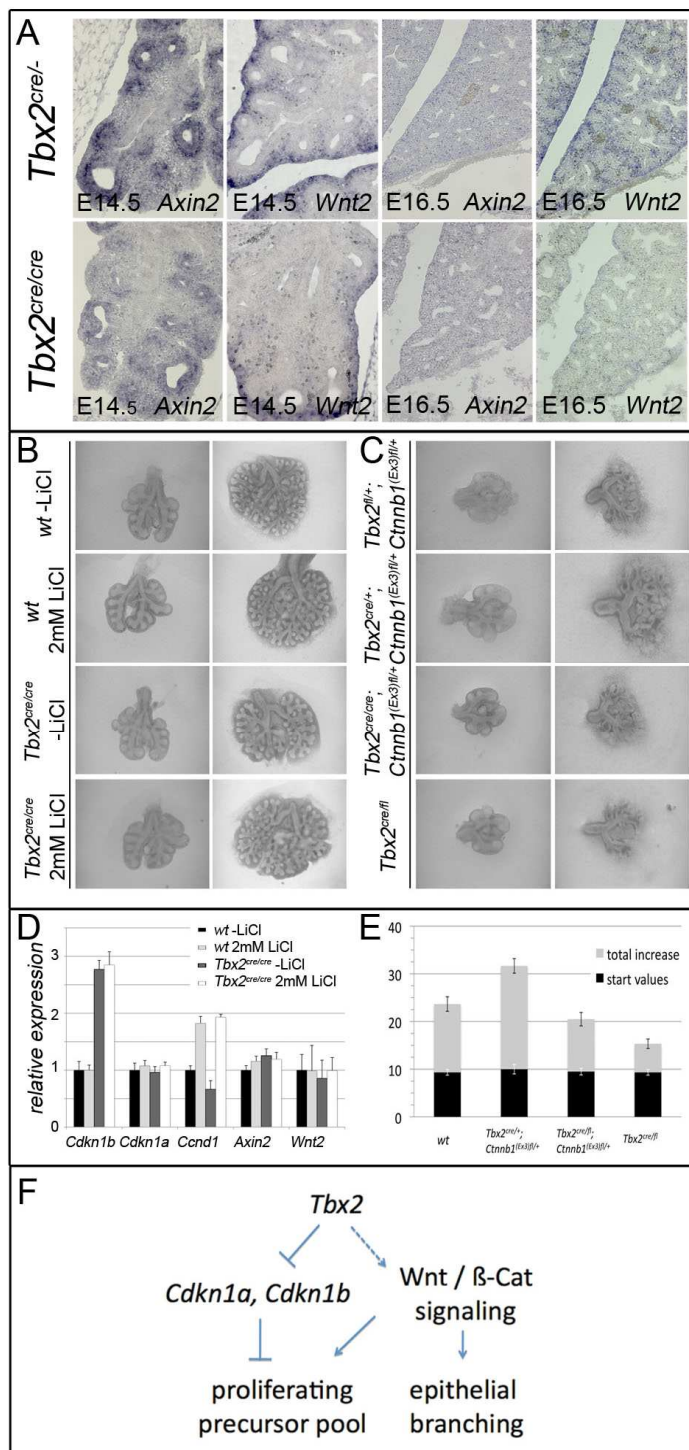 A
Tbx2cre/-
E14.5 Axin2
E14.5 Wnt2
E16.5 Axin2
E16.5 Wnt2
Tbx2cre/cre
E14.5 Axin2
E14.5 Wnt2
E16.5 Axin2
E16.5 Wnt2
B
wt -LiCl
wt
2mM LiCl
Tbx2cre/cre
-LiCl
Tbx2cre/cre
2mM LiCl
C
Tbx2fl/+;
Ctnnb1(Ex3)fl/+
Tbx2cre/+;
Ctnnb1(Ex3)fl/+
Tbx2cre/cre;
Ctnnb1(Ex3)fl/+
Tbx2cre/fl
D
relative expression
3
2
1
0
wt -LiCl
wt 2mM LiCl
Tbx2cre/cre -LiCl
Tbx2cre/cre 2mM LiCl
Cdkn1b Cdkn1a Ccnd1 Axin2 Wnt2
E
40
30
20
10
0
total increase
start values
wt
Tbx2cre/+;
Ctnnb1(Ex3)fl/+
Tbx2cre/fl;
Ctnnb1(Ex3)fl/+
Tbx2cre/fl
F
Tbx2
Cdkn1a, Cdkn1b
Wnt / ß-Cat
signaling
proliferating
precursor pool
epithelial
branching